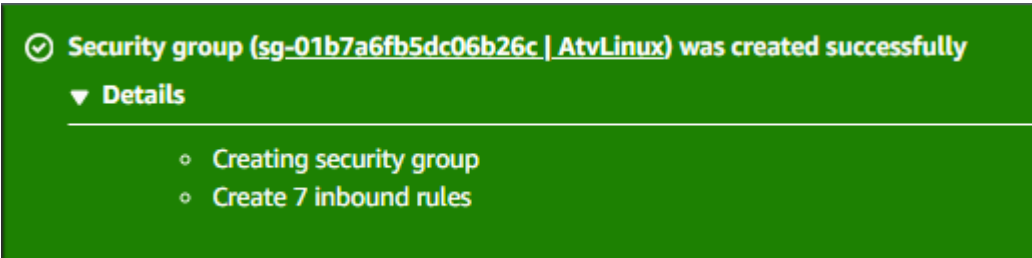 Security group (sg-01b7a6fb5dc06b26c | AtvLinux) was created successfully
Details
Creating security group
Create 7 inbound rules